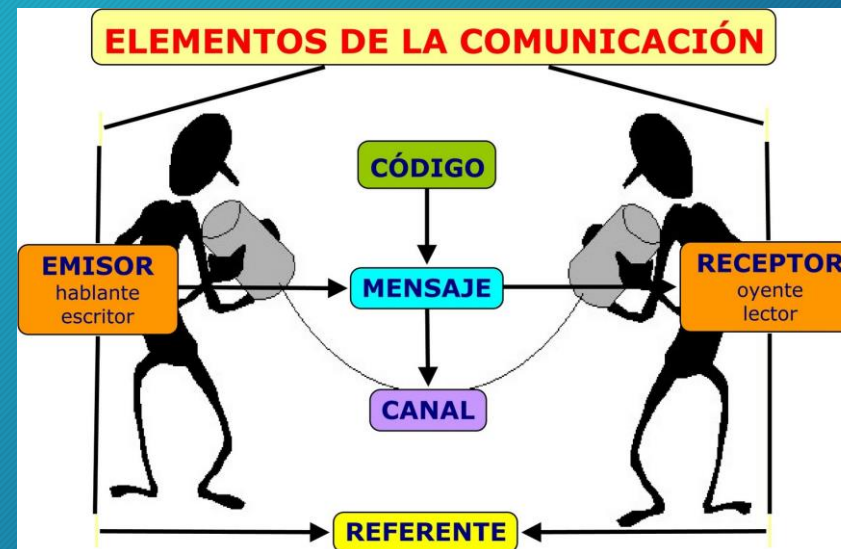 ELEMENTOS DE LA COMUNICACIÓN
CÓDIGO
EMISOR
hablante
escritor
MENSAJE
RECEPTOR
oyente
lector
CANAL
REFERENTE